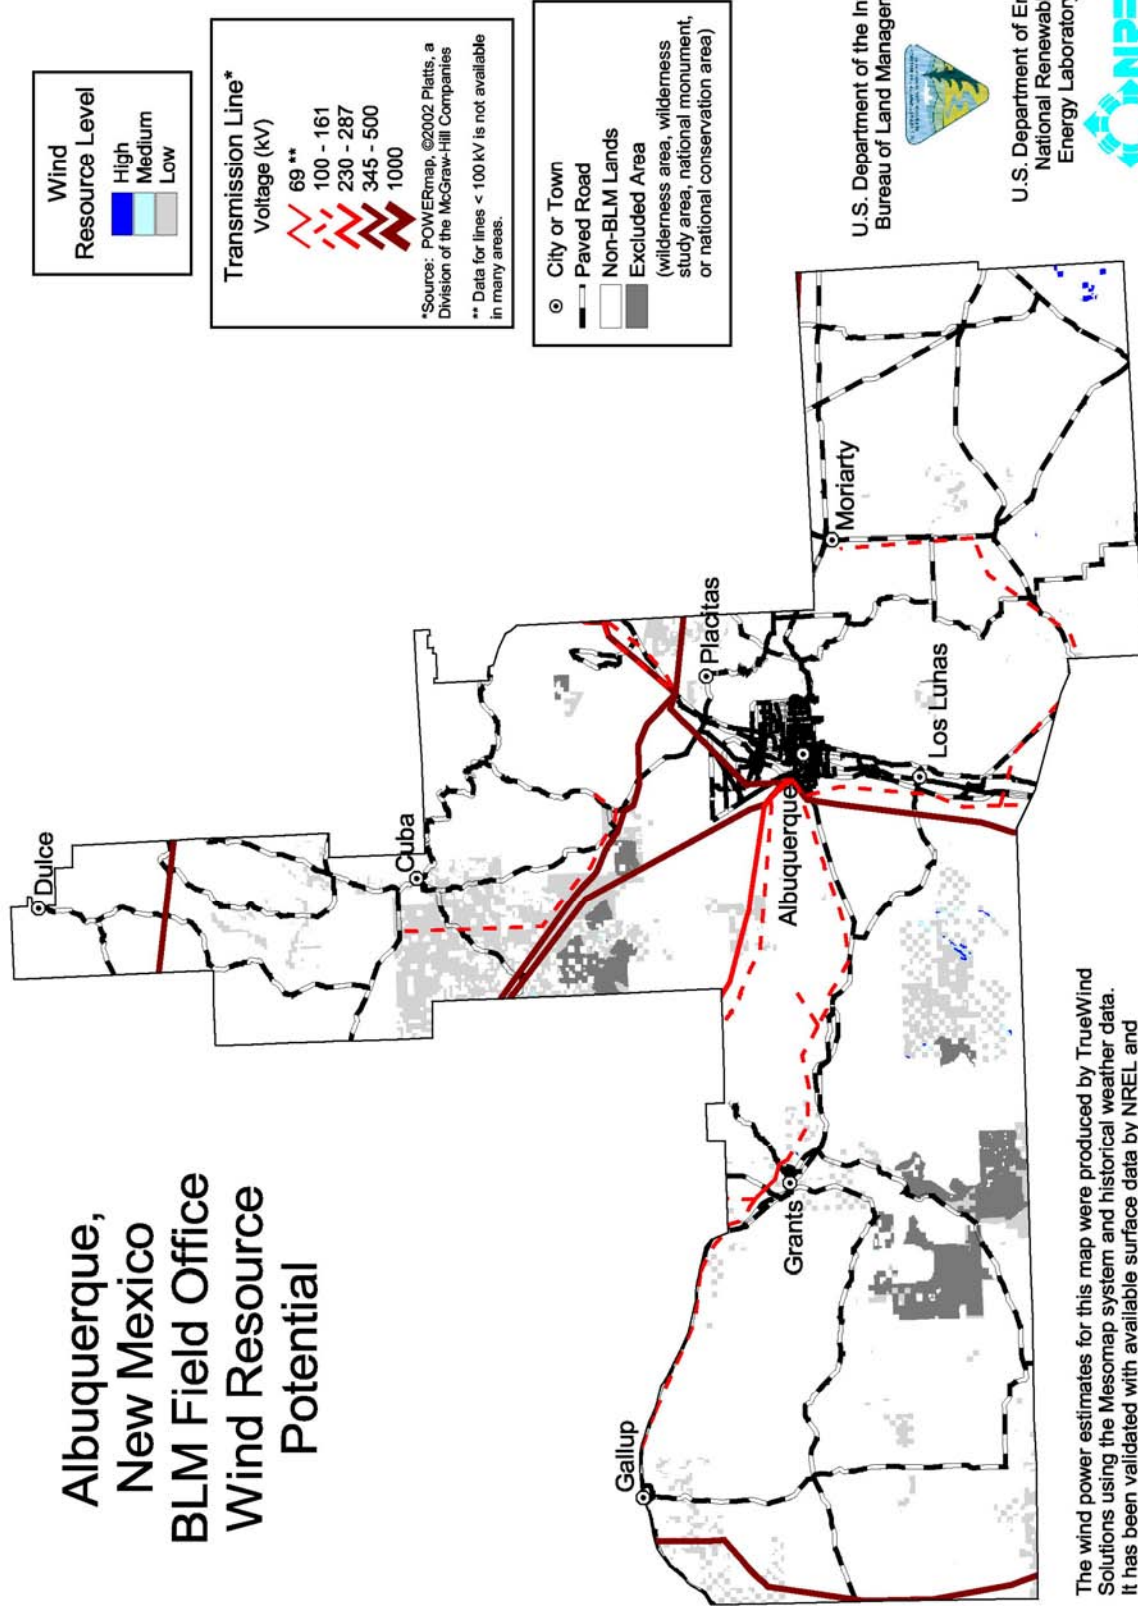 Albuquerque,
New Mexico
BLM Field Office
Wind Resource
Potential
Wind
Resource Level
High
Medium
Low
Transmission Line*
Voltage (kV)
69 **
100 - 161
230 - 287
345 - 500
1000
*Source: POWERmap, ©2002 Platts, a
Division of the McGraw-Hill Companies
** Data for lines < 100 kV is not available
in many areas.
City or Town
Paved Road
Non-BLM Lands
Excluded Area
(wilderness area, wilderness
study area, national monument,
or national conservation area)
Dulce
Cuba
Placitas
Moriarty
Albuquerque
Los Lunas
Grants
Gallup
U.S. Department of the In
Bureau of Land Manager
U.S. Department of En
National Renewab
Energy Laboratory
The wind power estimates for this map were produced by TrueWind
Solutions using the Mesomap system and historical weather data.
It has been validated with available surface data by NREL and